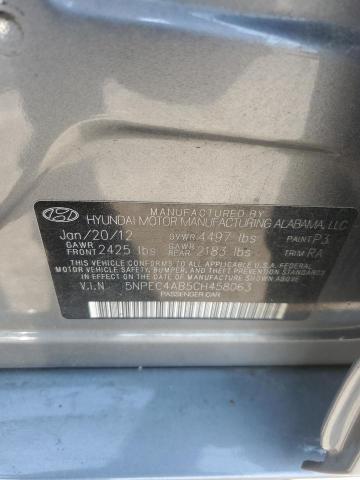 HYUNDAI MOTOR MANUFACTURING ALABAMA, LLC
Jan/20/12 GVWR 4497 lbs PAINT P3
GAWR FRONT 2425 lbs GAWR REAR 2183 lbs TRIM RA
THIS VEHICLE CONFORMS TO ALL APPLICABLE U.S.A. FEDERAL
MOTOR VEHICLE SAFETY, BUMPER, AND THEFT PREVENTION STANDARDS
IN EFFECT ON THE DATE OF MANUFACTURE SHOWN ABOVE.
V.I.N 5NPEC4AB5CH458063 PASSENGER CAR